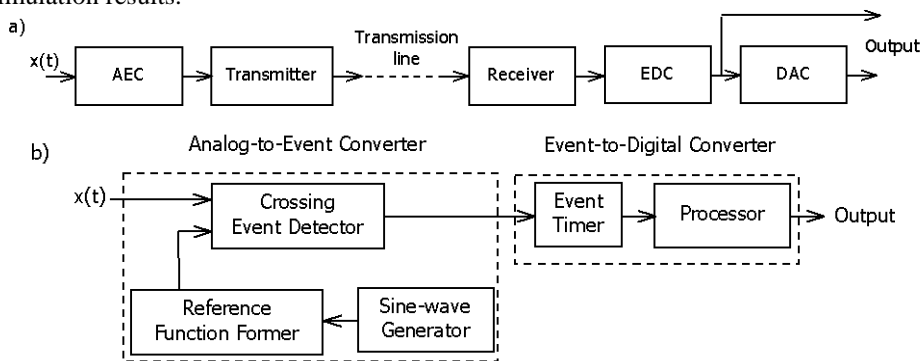 a)
Transmission
line
x(t)
AEC
Transmitter
Receiver
EDC
DAC
Output
b)
Analog-to-Event Converter
Event-to-Digital Converter
x(t)
Crossing
Event Detector
Event
Timer
Processor
Output
Reference
Function Former
Sine-wave
Generator